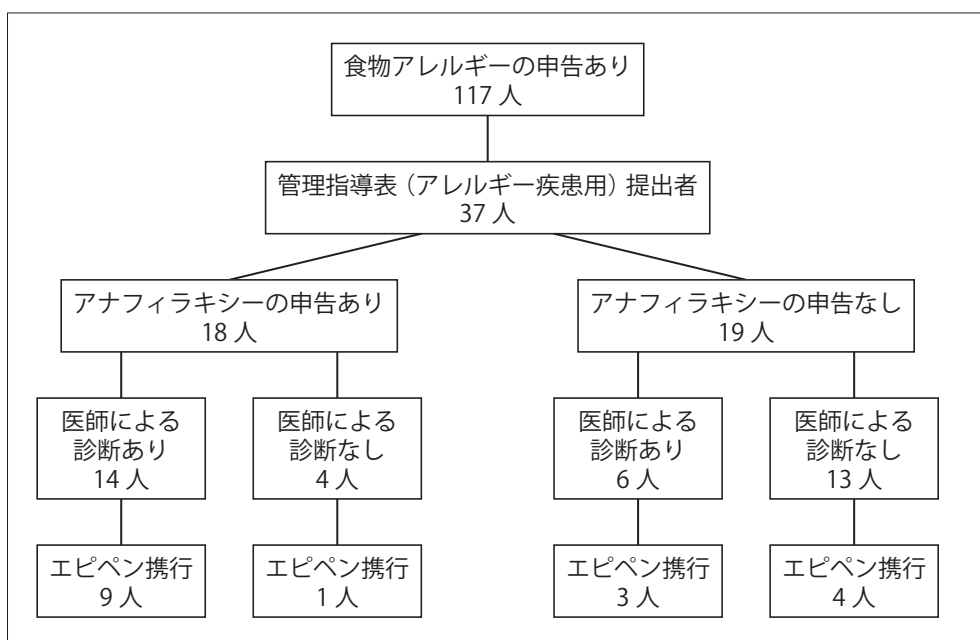 食物アレルギーの申告あり
117 人
管理指導表（アレルギー疾患用）提出者
37 人
アナフィラキシーの申告あり
18 人
アナフィラキシーの申告なし
19 人
医師による
診断あり
14 人
医師による
診断なし
4 人
医師による
診断あり
6 人
医師による
診断なし
13 人
エピペン携行
9 人
エピペン携行
1 人
エピペン携行
3 人
エピペン携行
4 人